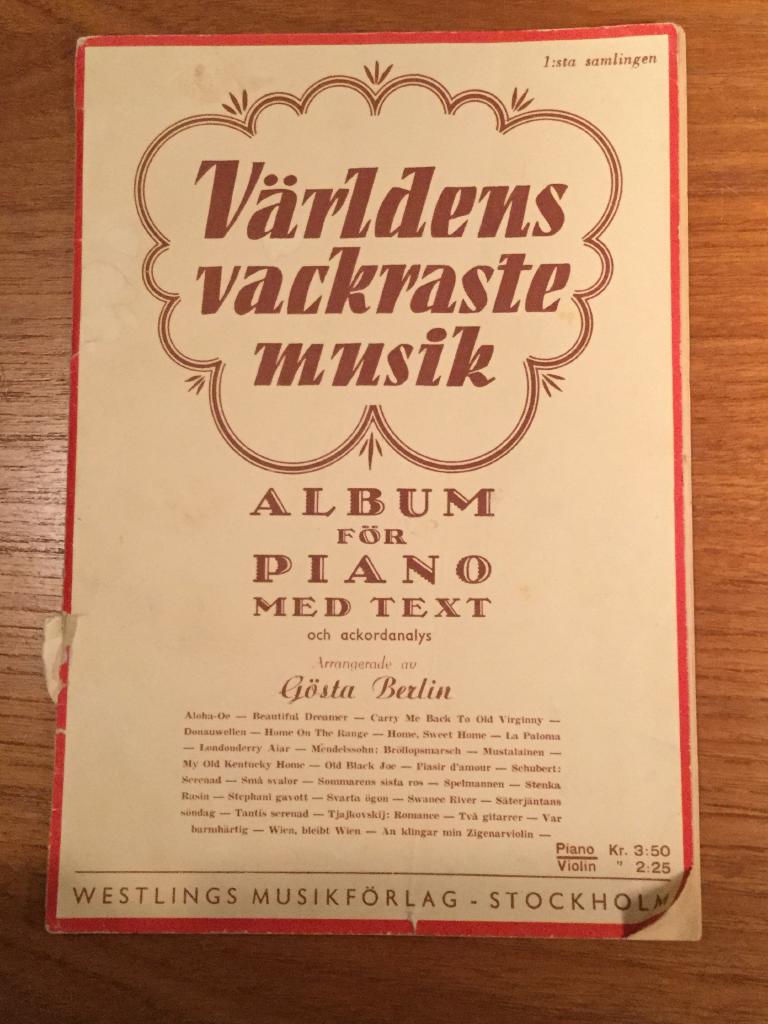 1:sta samlingen
Världens
vackraste
musik
ALBUM
FÖR
PIANO
MED TEXT
och ackordanalys
Arrangerade av
Gösta Berlin
Aloha-Oe — Beautiful Dreamer — Carry Me Back To Old Virginny —
Donauwellen — Home On The Range — Home, Sweet Home — La Paloma
— Londonderry Aiar — Mendelssohn: Bröllopsmarsch — Mustalainen —
My Old Kentucky Home — Old Black Joe — Plasir d'amour — Schubert:
Serenad — Små svalor — Sommarens sista ros — Spelmannen — Stenka
Rasin — Stephani gavott — Svarta ögon — Swanee River — Säterjäntans
söndag — Tantis serenad — Tjajkovskij: Romance — Två gitarrer — Var
barmhärtig — Wien, bleibt Wien — Än klingar min Zigenarviolin —
Piano Kr. 3:50
Violin " 2:25
WESTLINGS MUSIKFÖRLAG - STOCKHOLM